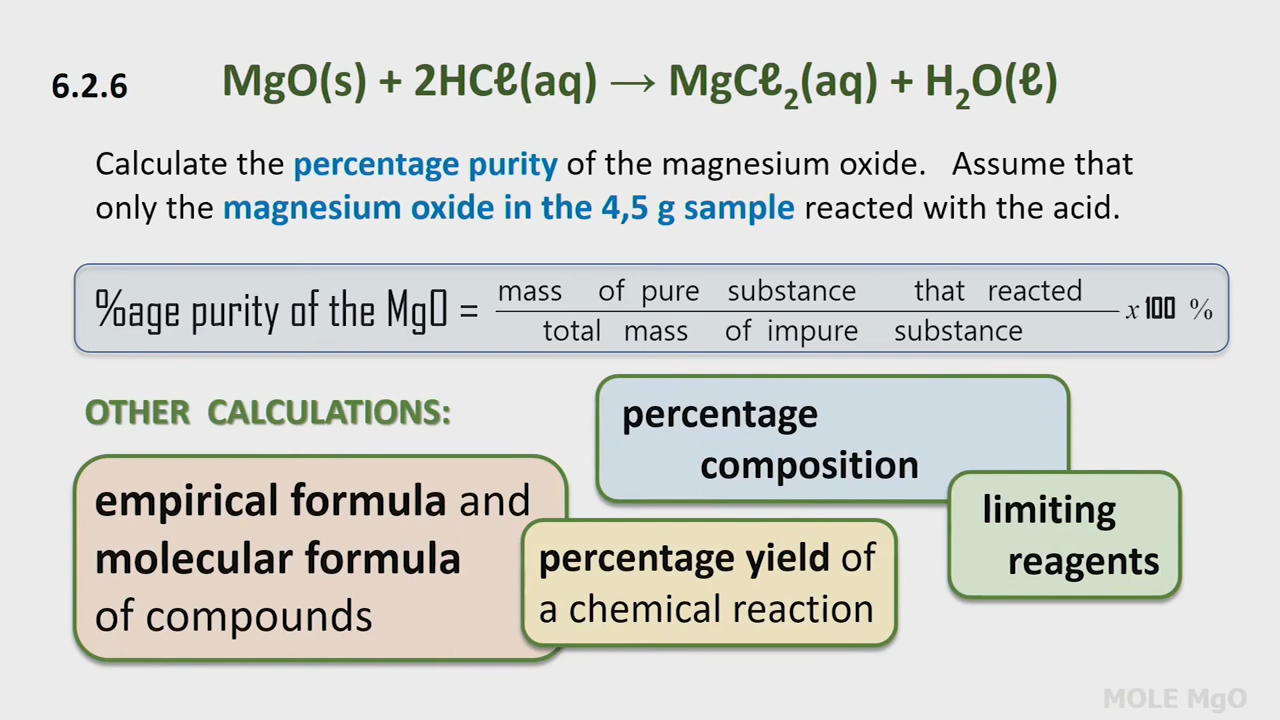 6.2.6
MgO(s) + 2HCℓ(aq) → MgCℓ₂(aq) + H₂O(ℓ)
Calculate the percentage purity of the magnesium oxide. Assume that
only the magnesium oxide in the 4,5 g sample reacted with the acid.
%age purity of the MgO = mass of pure substance that reacted
total mass of impure substance
x 100 %
OTHER CALCULATIONS:
percentage
composition
empirical formula and
molecular formula
of compounds
percentage yield of
a chemical reaction
limiting
reagents
MOLE MgO